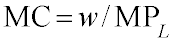 MC = w/MP_L